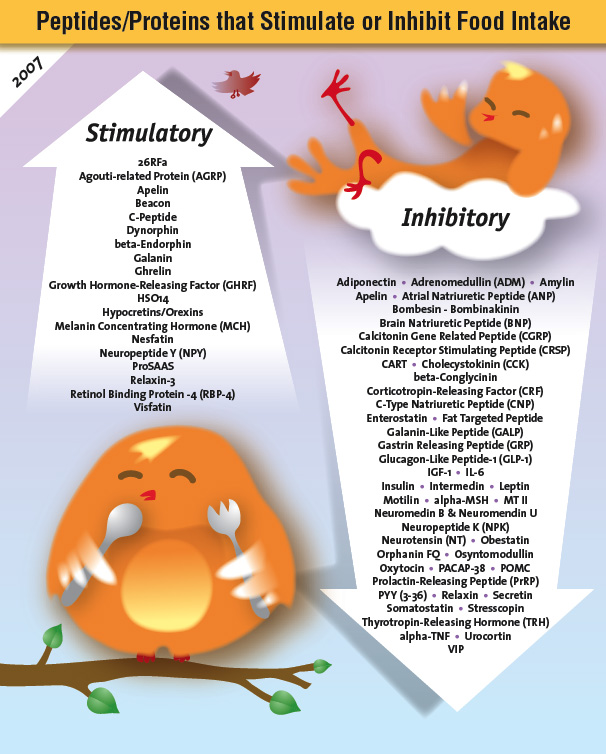 Peptides/Proteins that Stimulate or Inhibit Food Intake
2007
Stimulatory
26RFa
Agouti-related Protein (AGRP)
Apelin
Beacon
C-Peptide
Dynorphin
beta-Endorphin
Galanin
Ghrelin
Growth Hormone-Releasing Factor (GHRF)
HSO14
Hypocretins/Orexins
Melanin Concentrating Hormone (MCH)
Nesfatin
Neuropeptide Y (NPY)
ProSAAS
Relaxin-3
Retinol Binding Protein -4 (RBP-4)
Visfatin
Inhibitory
Adiponectin • Adrenomedullin (ADM) • Amylin
Apelin • Atrial Natriuretic Peptide (ANP)
Bombesin - Bombinakinin
Brain Natriuretic Peptide (BNP)
Calcitonin Gene Related Peptide (CGRP)
Calcitonin Receptor Stimulating Peptide (CRSP)
CART • Cholecystokinin (CCK)
beta-Conglycinin
Corticotropin-Releasing Factor (CRF)
C-Type Natriuretic Peptide (CNP)
Enterostatin • Fat Targeted Peptide
Galanin-Like Peptide (GALP)
Gastrin Releasing Peptide (GRP)
Glucagon-Like Peptide-1 (GLP-1)
IGF-1 • IL-6
Insulin • Intermedin • Leptin
Motilin • alpha-MSH • MT II
Neuromedin B & Neuromendin U
Neuropeptide K (NPK)
Neurotensin (NT) • Obestatin
Orphanin FQ • Osyntomodullin
Oxytocin • PACAP-38 • POMC
Prolactin-Releasing Peptide (PrRP)
PYY (3-36) • Relaxin • Secretin
Somatostatin • Stresscopin
Thyrotropin-Releasing Hormone (TRH)
alpha-TNF • Urocortin
VIP